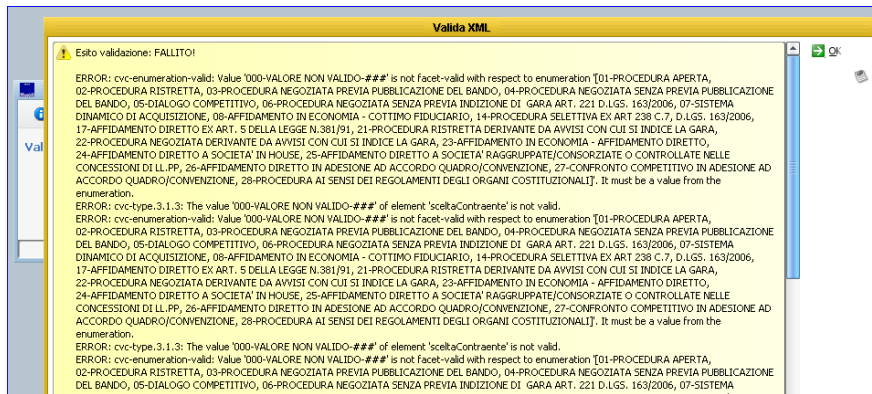 Valida XML
Esito validazione: FALLITO!
OK
ERROR: cvc-enumeration-valid: Value '000-VALORE NON VALIDO-###' is not facet-valid with respect to enumeration '[01-PROCEDURA APERTA,
02-PROCEDURA RISTRETTA, 03-PROCEDURA NEGOZIATA PREVIA PUBBLICAZIONE DEL BANDO, 04-PROCEDURA NEGOZIATA SENZA PREVIA PUBBLICAZIONE
DEL BANDO, 05-DIALOGO COMPETITIVO, 06-PROCEDURA NEGOZIATA SENZA PREVIA INDIZIONE DI GARA ART. 221 D.LGS. 163/2006, 07-SISTEMA
DINAMICO DI ACQUISIZIONE, 08-AFFIDAMENTO IN ECONOMIA - COTTIMO FIDUCIARIO, 14-PROCEDURA SELETTIVA EX ART 238 C.7, D.LGS. 163/2006,
17-AFFIDAMENTO DIRETTO EX ART. 5 DELLA LEGGE N.381/91, 21-PROCEDURA RISTRETTA DERIVANTE DA AVVISI CON CUI SI INDICE LA GARA,
22-PROCEDURA NEGOZIATA DERIVANTE DA AVVISI CON CUI SI INDICE LA GARA, 23-AFFIDAMENTO IN ECONOMIA - AFFIDAMENTO DIRETTO,
24-AFFIDAMENTO DIRETTO A SOCIETA' IN HOUSE, 25-AFFIDAMENTO DIRETTO A SOCIETA' RAGGRUPPATE/CONSORZIATE O CONTROLLATE NELLE
CONCESSIONI DI LL.PP, 26-AFFIDAMENTO DIRETTO IN ADESIONE AD ACCORDO QUADRO/CONVENZIONE, 27-CONFRONTO COMPETITIVO IN ADESIONE AD
ACCORDO QUADRO/CONVENZIONE, 28-PROCEDURA AI SENSI DEI REGOLAMENTI DEGLI ORGANI COSTITUZIONALI]'. It must be a value from the
enumeration.
ERROR: cvc-type.3.1.3: The value '000-VALORE NON VALIDO-###' of element 'sceltaContraente' is not valid.
ERROR: cvc-enumeration-valid: Value '000-VALORE NON VALIDO-###' is not facet-valid with respect to enumeration '[01-PROCEDURA APERTA,
02-PROCEDURA RISTRETTA, 03-PROCEDURA NEGOZIATA PREVIA PUBBLICAZIONE DEL BANDO, 04-PROCEDURA NEGOZIATA SENZA PREVIA PUBBLICAZIONE
DEL BANDO, 05-DIALOGO COMPETITIVO, 06-PROCEDURA NEGOZIATA SENZA PREVIA INDIZIONE DI GARA ART. 221 D.LGS. 163/2006, 07-SISTEMA
DINAMICO DI ACQUISIZIONE, 08-AFFIDAMENTO IN ECONOMIA - COTTIMO FIDUCIARIO, 14-PROCEDURA SELETTIVA EX ART 238 C.7, D.LGS. 163/2006,
17-AFFIDAMENTO DIRETTO EX ART. 5 DELLA LEGGE N.381/91, 21-PROCEDURA RISTRETTA DERIVANTE DA AVVISI CON CUI SI INDICE LA GARA,
22-PROCEDURA NEGOZIATA DERIVANTE DA AVVISI CON CUI SI INDICE LA GARA, 23-AFFIDAMENTO IN ECONOMIA - AFFIDAMENTO DIRETTO,
24-AFFIDAMENTO DIRETTO A SOCIETA' IN HOUSE, 25-AFFIDAMENTO DIRETTO A SOCIETA' RAGGRUPPATE/CONSORZIATE O CONTROLLATE NELLE
CONCESSIONI DI LL.PP, 26-AFFIDAMENTO DIRETTO IN ADESIONE AD ACCORDO QUADRO/CONVENZIONE, 27-CONFRONTO COMPETITIVO IN ADESIONE AD
ACCORDO QUADRO/CONVENZIONE, 28-PROCEDURA AI SENSI DEI REGOLAMENTI DEGLI ORGANI COSTITUZIONALI]'. It must be a value from the
enumeration.
ERROR: cvc-type.3.1.3: The value '000-VALORE NON VALIDO-###' of element 'sceltaContraente' is not valid.
ERROR: cvc-enumeration-valid: Value '000-VALORE NON VALIDO-###' is not facet-valid with respect to enumeration '[01-PROCEDURA APERTA,
02-PROCEDURA RISTRETTA, 03-PROCEDURA NEGOZIATA PREVIA PUBBLICAZIONE DEL BANDO, 04-PROCEDURA NEGOZIATA SENZA PREVIA PUBBLICAZIONE
DEL BANDO, 05-DIALOGO COMPETITIVO, 06-PROCEDURA NEGOZIATA SENZA PREVIA INDIZIONE DI GARA ART. 221 D.LGS. 163/2006, 07-SISTEMA
Val